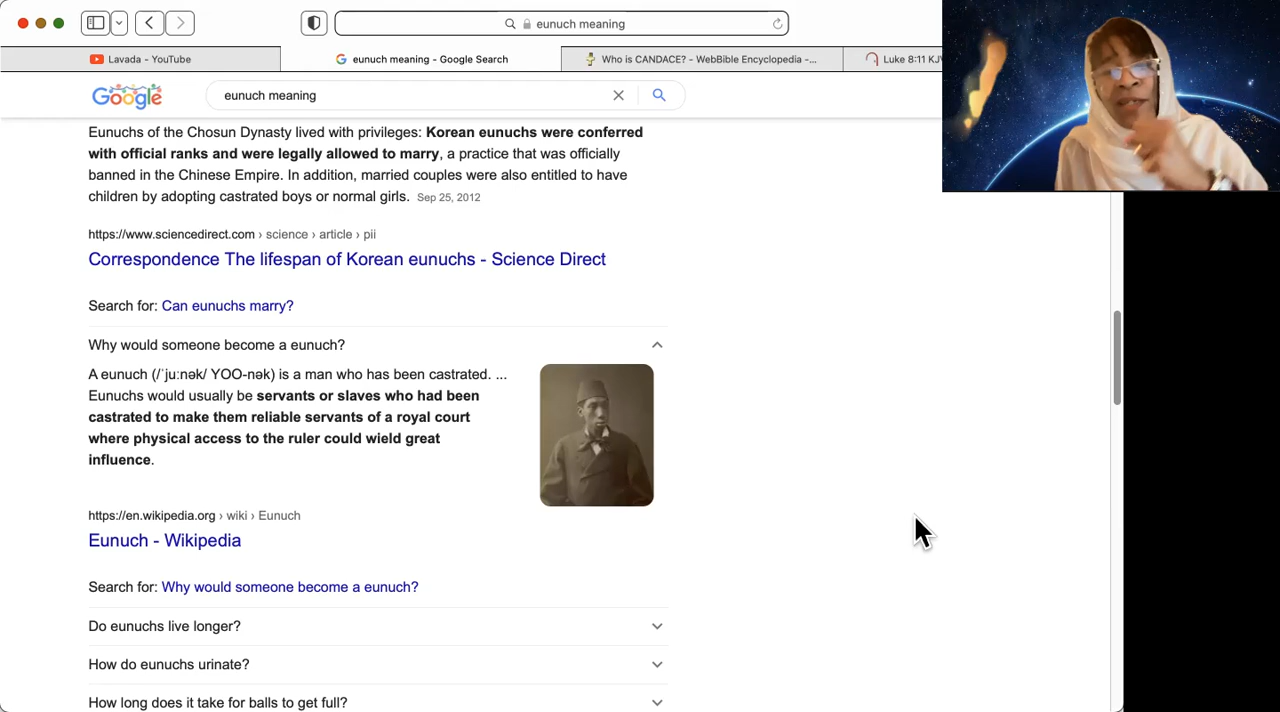 eunuch meaning
Lavada - YouTube
eunuch meaning - Google Search
Who is CANDACE? - WebBible Encyclopedia -...
Luke 8:11 KJV
Google
eunuch meaning
Eunuchs of the Chosun Dynasty lived with privileges: Korean eunuchs were conferred
with official ranks and were legally allowed to marry, a practice that was officially
banned in the Chinese Empire. In addition, married couples were also entitled to have
children by adopting castrated boys or normal girls. Sep 25, 2012
https://www.sciencedirect.com › science › article › pii
Correspondence The lifespan of Korean eunuchs - Science Direct
Search for: Can eunuchs marry?
Why would someone become a eunuch?
A eunuch (/ˈjuːnək/ YOO-nək) is a man who has been castrated. ...
Eunuchs would usually be servants or slaves who had been
castrated to make them reliable servants of a royal court
where physical access to the ruler could wield great
influence.
https://en.wikipedia.org › wiki › Eunuch
Eunuch - Wikipedia
Search for: Why would someone become a eunuch?
Do eunuchs live longer?
How do eunuchs urinate?
How long does it take for balls to get full?